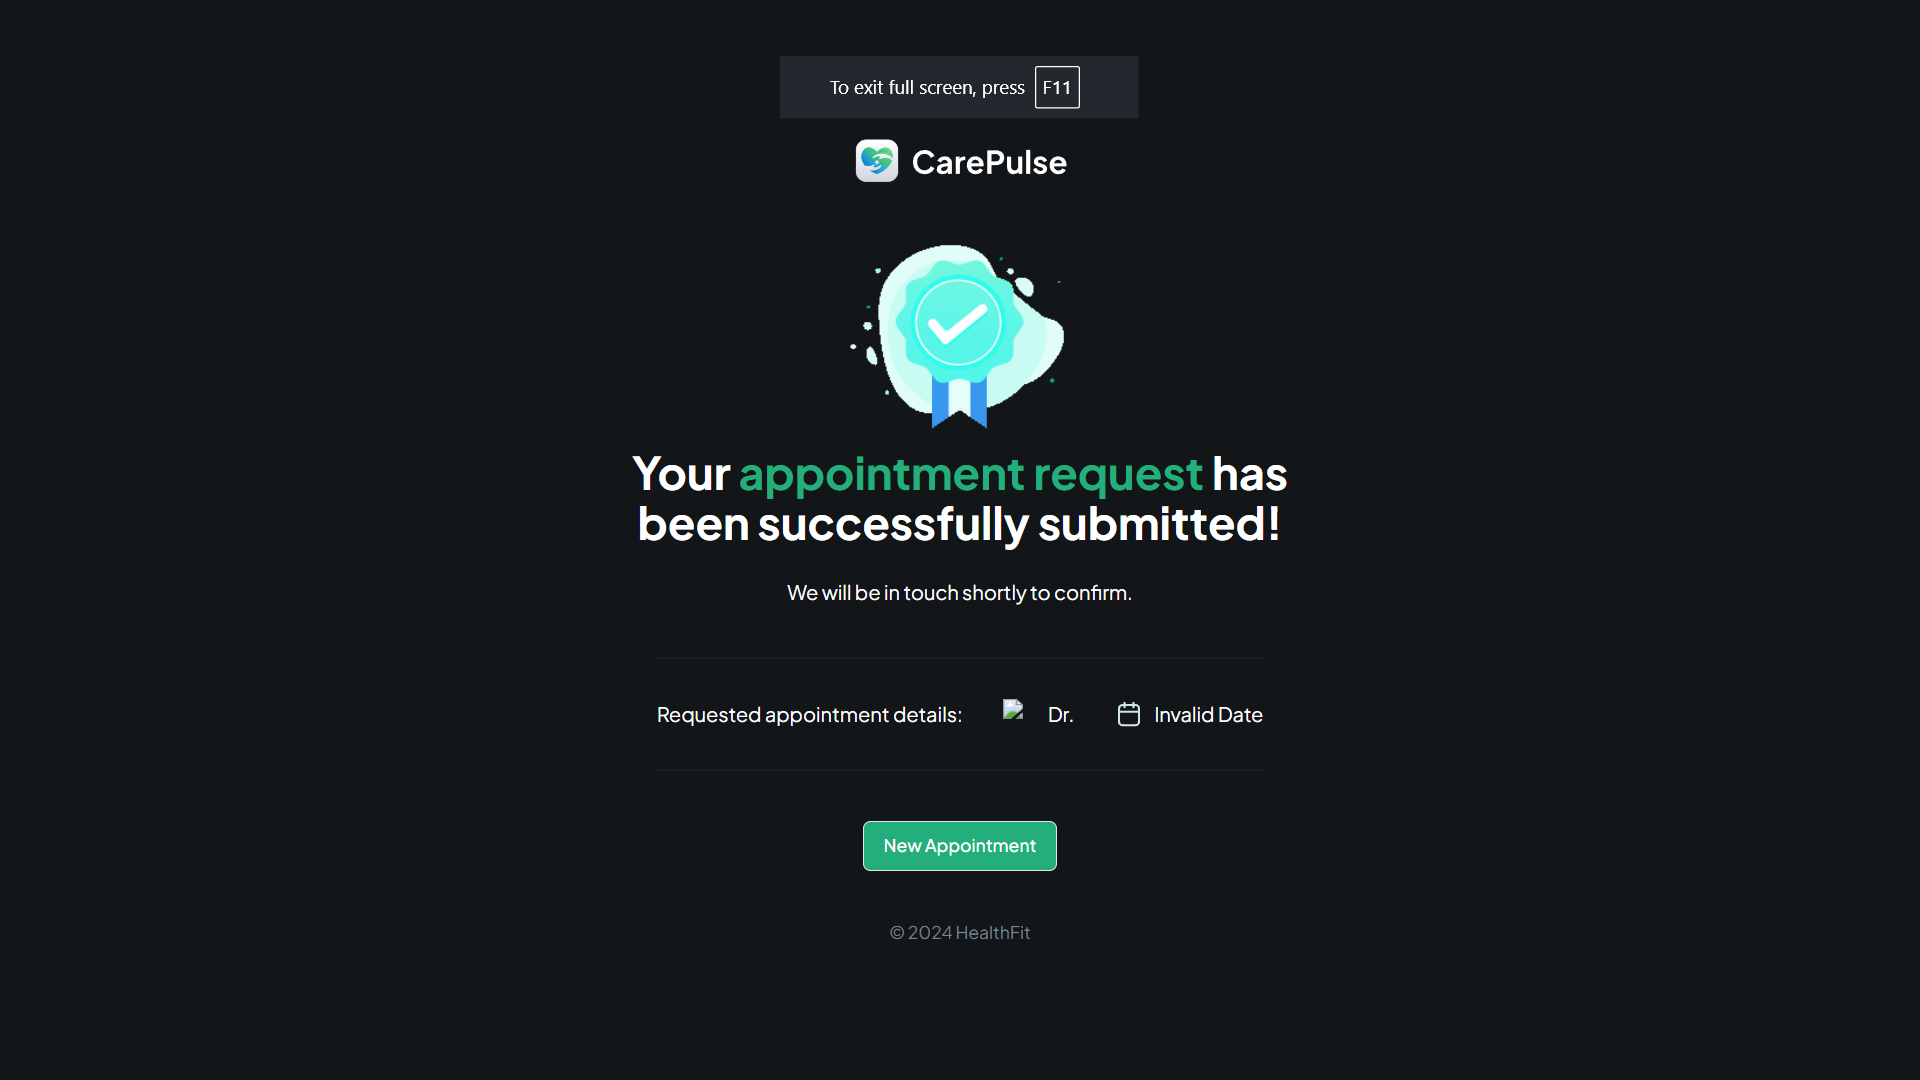 To exit full screen, press F11
CarePulse
Your appointment request has
been successfully submitted!
We will be in touch shortly to confirm.
Requested appointment details: Dr. Invalid Date
New Appointment
© 2024 HealthFit